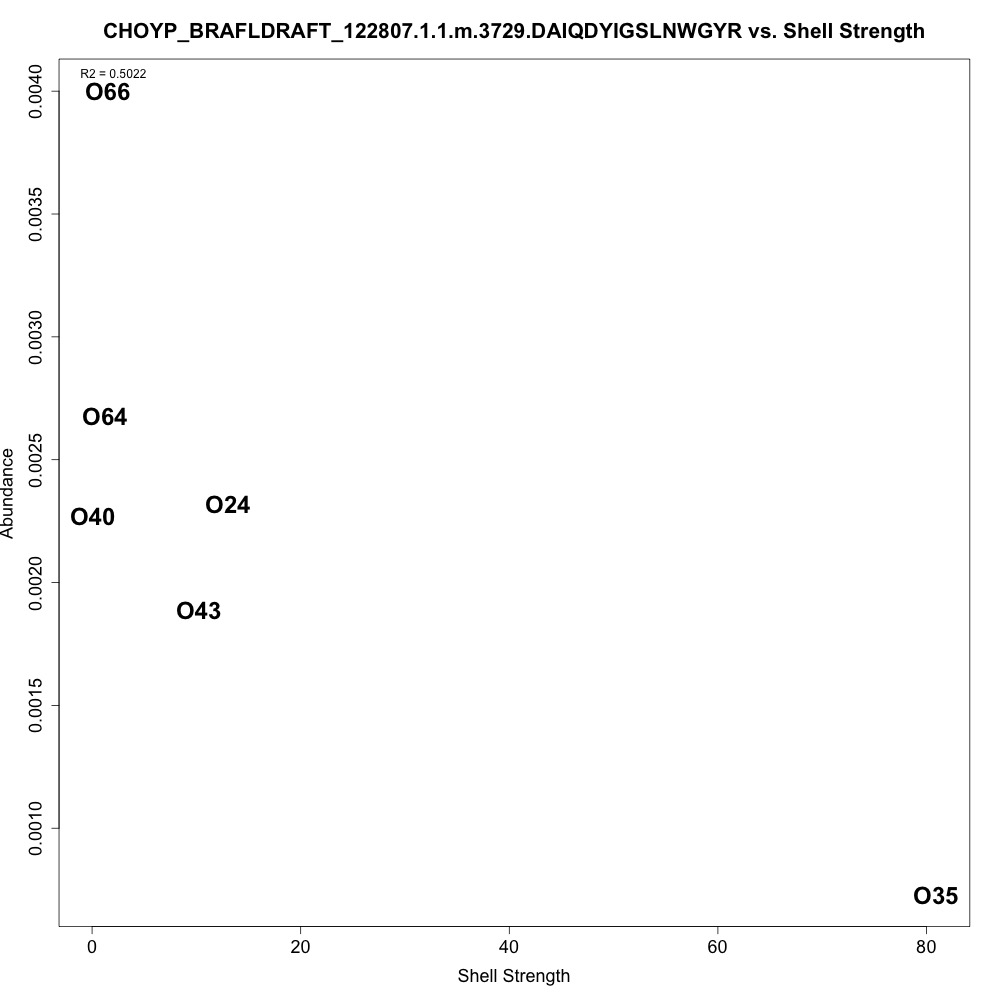 CHOYP_BRAFLDRAFT_122807.1.1.m.3729.DAIQDYIGSLNWGYR vs. Shell Strength
R2 = 0.5022
O66
O64
O24
O40
O43
O35
Abundance
0.0040
0.0035
0.0030
0.0025
0.0020
0.0015
0.0010
0 20 40 60 80
Shell Strength